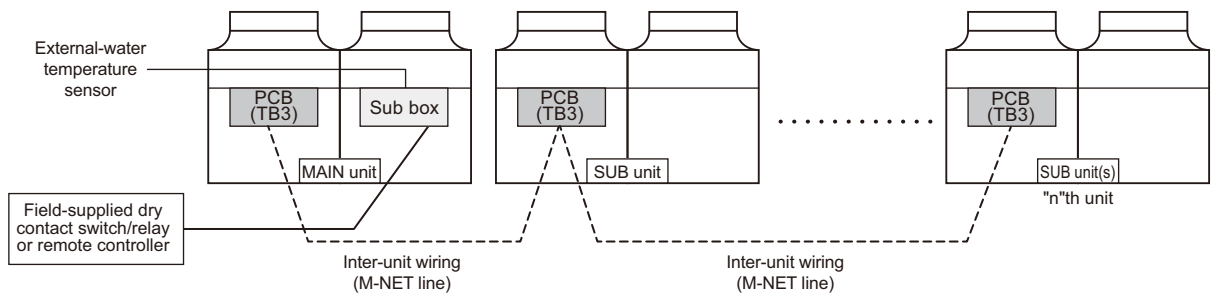 External-water
temperature
sensor
PCB
(TB3)
Sub box
PCB
(TB3)
PCB
(TB3)
MAIN unit
SUB unit
SUB unit(s)
"n"th unit
Field-supplied dry
contact switch/relay
or remote controller
Inter-unit wiring
(M-NET line)
Inter-unit wiring
(M-NET line)